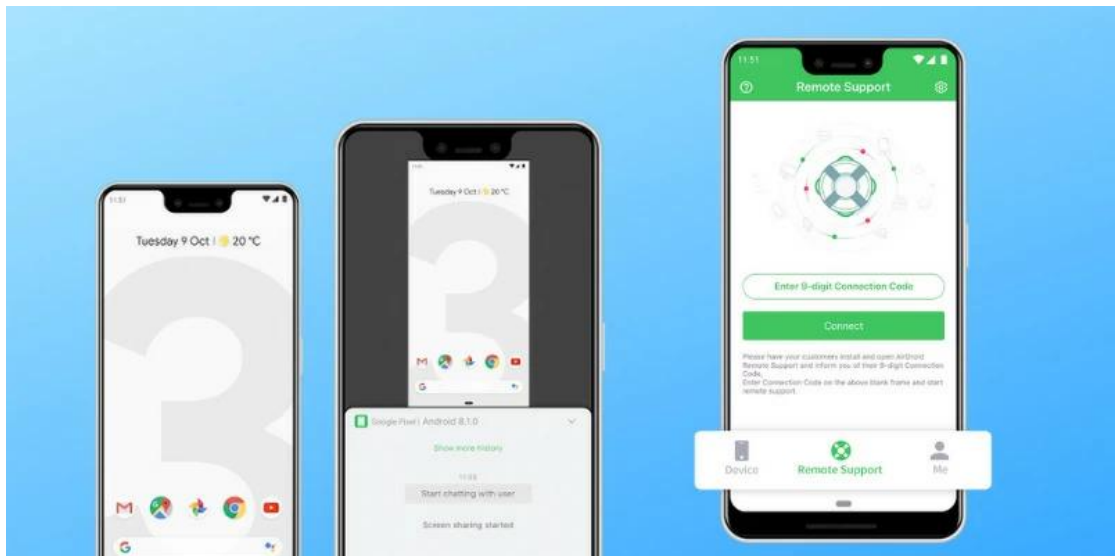 11:51
Tuesday 9 Oct | 20 °C
G
Tuesday 9 Oct | 20 °C
G
Google Pixel | Android 8.1.0
Show more history
Start chatting with user
Screen sharing started
11:51
Remote Support
Enter 9-digit Connection Code
Connect
Please have your customers install and open AirDroid
Remote Support and inform you of their 9-digit Connection
Code,
Enter Connection Code on the above blank frame and start
remote support
Device
Remote Support
Me